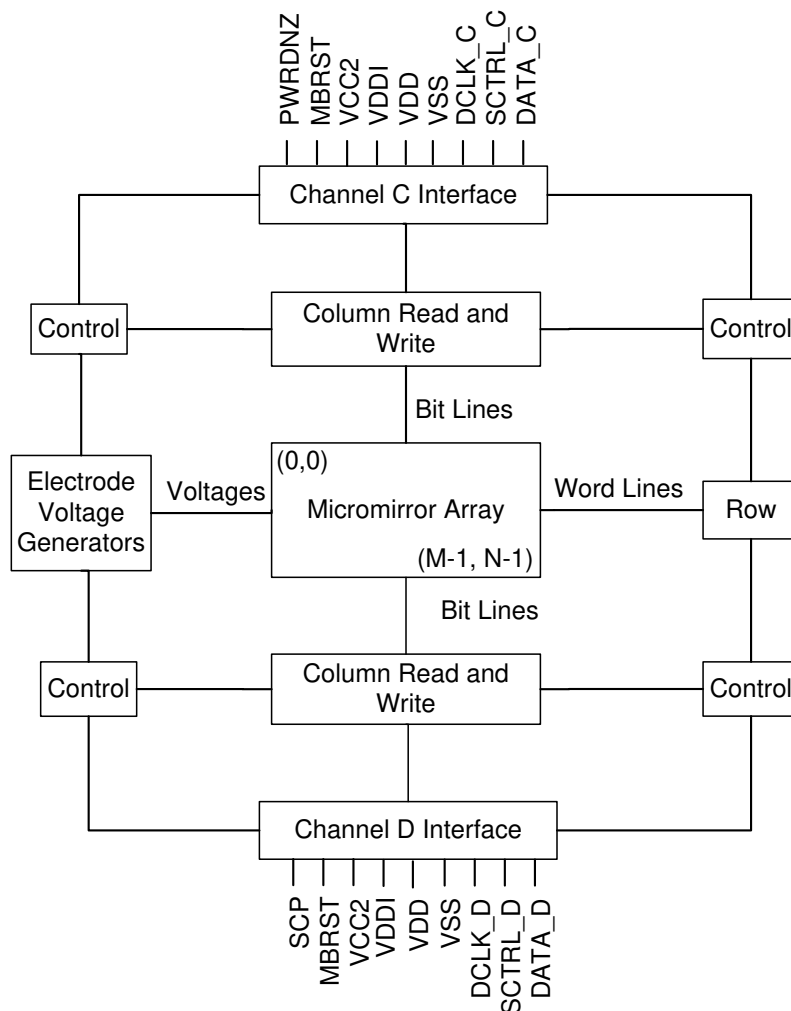 PWRDNZ
MBRST
VCC2
VDDI
VDD
VSS
DCLK_C
SCTRL_C
DATA_C
Channel C Interface
Control
Column Read and
Write
Control
Bit Lines
Electrode
Voltage
Generators
Voltages
(0,0)
Micromirror Array
(M-1, N-1)
Word Lines
Row
Bit Lines
Control
Column Read and
Write
Control
Channel D Interface
SCP
MBRST
VCC2
VDDI
VDD
VSS
DCLK_D
SCTRL_D
DATA_D